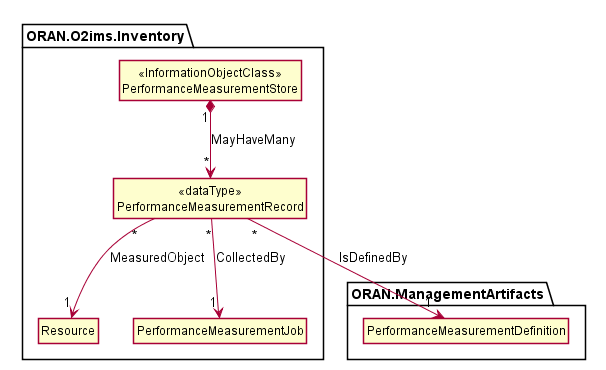 ORAN.O2ims.Inventory
«InformationObjectClass»
PerformanceMeasurementStore
1
MayHaveMany
*
«dataType»
PerformanceMeasurementRecord
*
*
*
MeasuredObject
CollectedBy
IsDefinedBy
ORAN.ManagementArtifacts
1
1
1
Resource
PerformanceMeasurementJob
PerformanceMeasurementDefinition